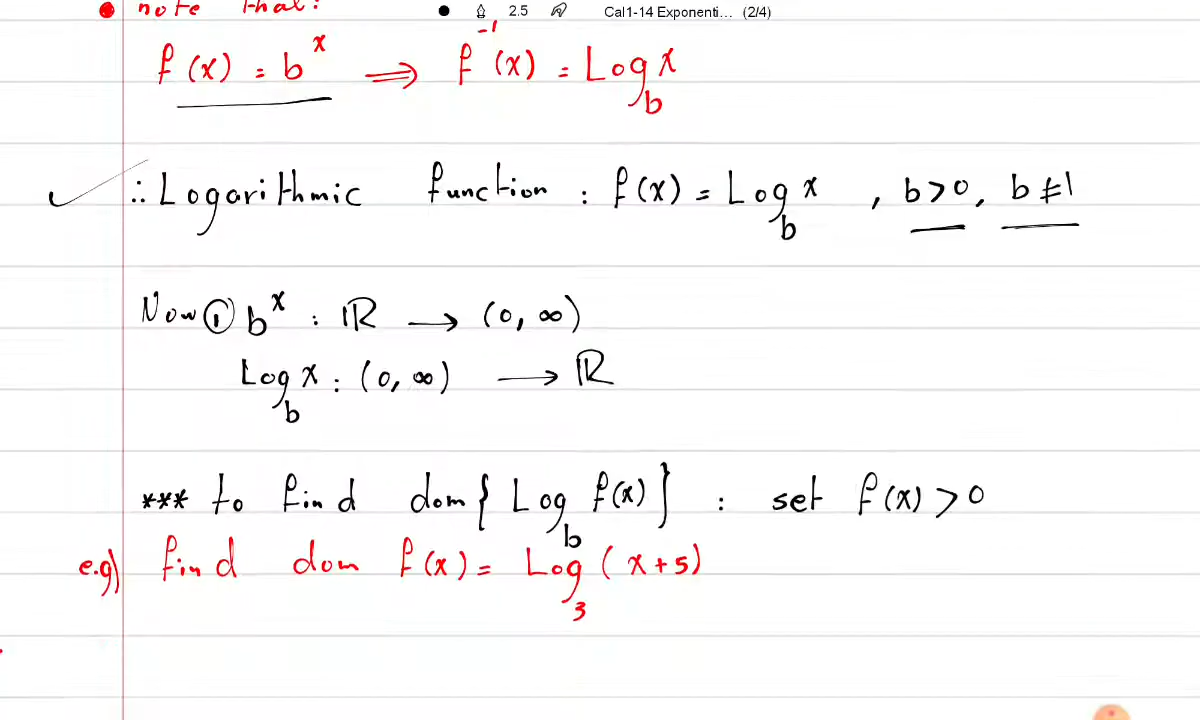 2.5 Cal1-14 Exponenti... (2/4)
note that:
f(x) = b^x ⟹ f^-1(x) = Log_b x
∴ Logarithmic function : f(x) = Log_b x , b>0, b≠1
Now ① b^x : ℝ → (0, ∞)
Log_b x : (0, ∞) → ℝ
*** to find dom{ Log_b f(x) } : set f(x) > 0
e.g) find dom f(x) = Log_3 (x+5)